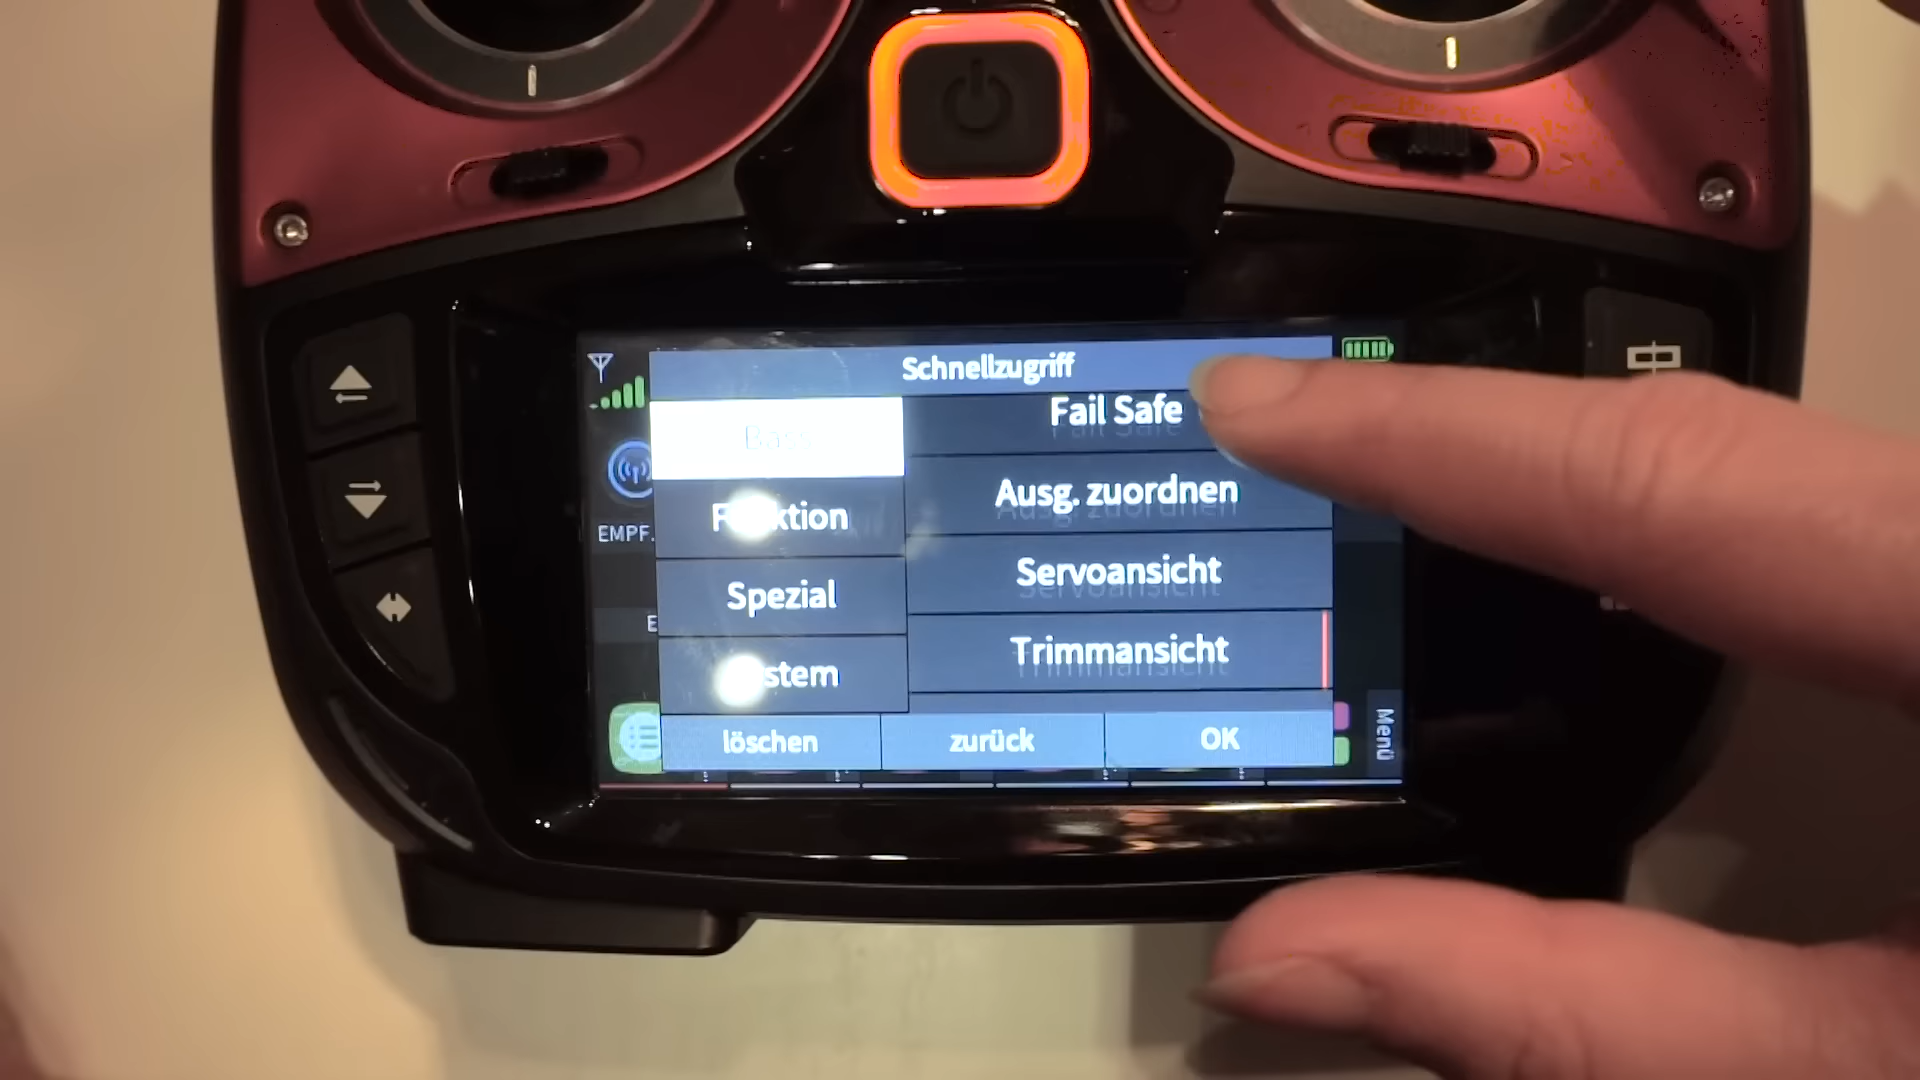 Schnellzugriff
Fail Safe
Ausg. zuordnen
Servoansicht
Trimmansicht
Spezial
EMPF.
löschen
zurück
OK
Menü